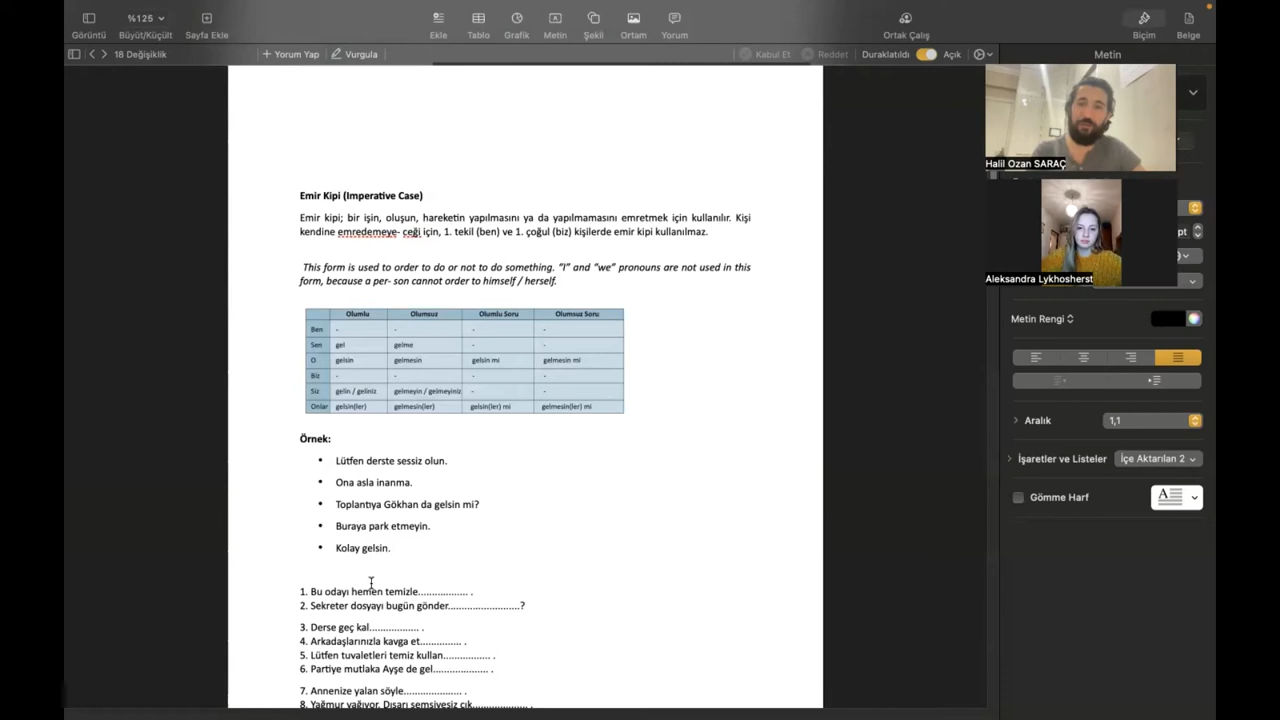 %125
Görüntü
Büyüt/Küçült
Sayfa Ekle
Ekle
Tablo
Grafik
Metin
Şekil
Ortam
Yorum
Ortak Çalış
Biçim
Belge
18 Değişiklik
Yorum Yap
Vurgula
Kabul Et
Reddet
Duraklatıldı
Açık
Metin
Halil Ozan SARAÇ
Aleksandra Lykhosherst
Emir Kipi (Imperative Case)
Emir kipi; bir işin, oluşun, hareketin yapılmasını ya da yapılmamasını emretmek için kullanılır. Kişi
kendine emredemeye- ceği için, 1. tekil (ben) ve 1. çoğul (biz) kişilerde emir kipi kullanılmaz.
This form is used to order to do or not to do something. "I" and "we" pronouns are not used in this
form, because a per- son cannot order to himself / herself.
Olumlu Olumsuz Olumlu Soru Olumsuz Soru
Ben - - - -
Sen gel gelme - -
O gelsin gelmesin gelsin mi gelmesin mi
Biz - - - -
Siz gelin / geliniz gelmeyin / gelmeyiniz - -
Onlar gelsin(ler) gelmesin(ler) gelsin(ler) mi gelmesin(ler) mi
Örnek:
• Lütfen derste sessiz olun.
• Ona asla inanma.
• Toplantıya Gökhan da gelsin mi?
• Buraya park etmeyin.
• Kolay gelsin.
1. Bu odayı hemen temizle.................. .
2. Sekreter dosyayı bugün gönder.........................?
3. Derse geç kal.................. .
4. Arkadaşlarınızla kavga et............... .
5. Lütfen tuvaletleri temiz kullan................. .
6. Partiye mutlaka Ayşe de gel.................... .
7. Annenize yalan söyle..................... .
8. Yağmur yağıyor. Dışarı şemsiyesiz çık.................... .
Metin Rengi
Aralık
1,1
İşaretler ve Listeler
İçe Aktarılan 2
Gömme Harf
A